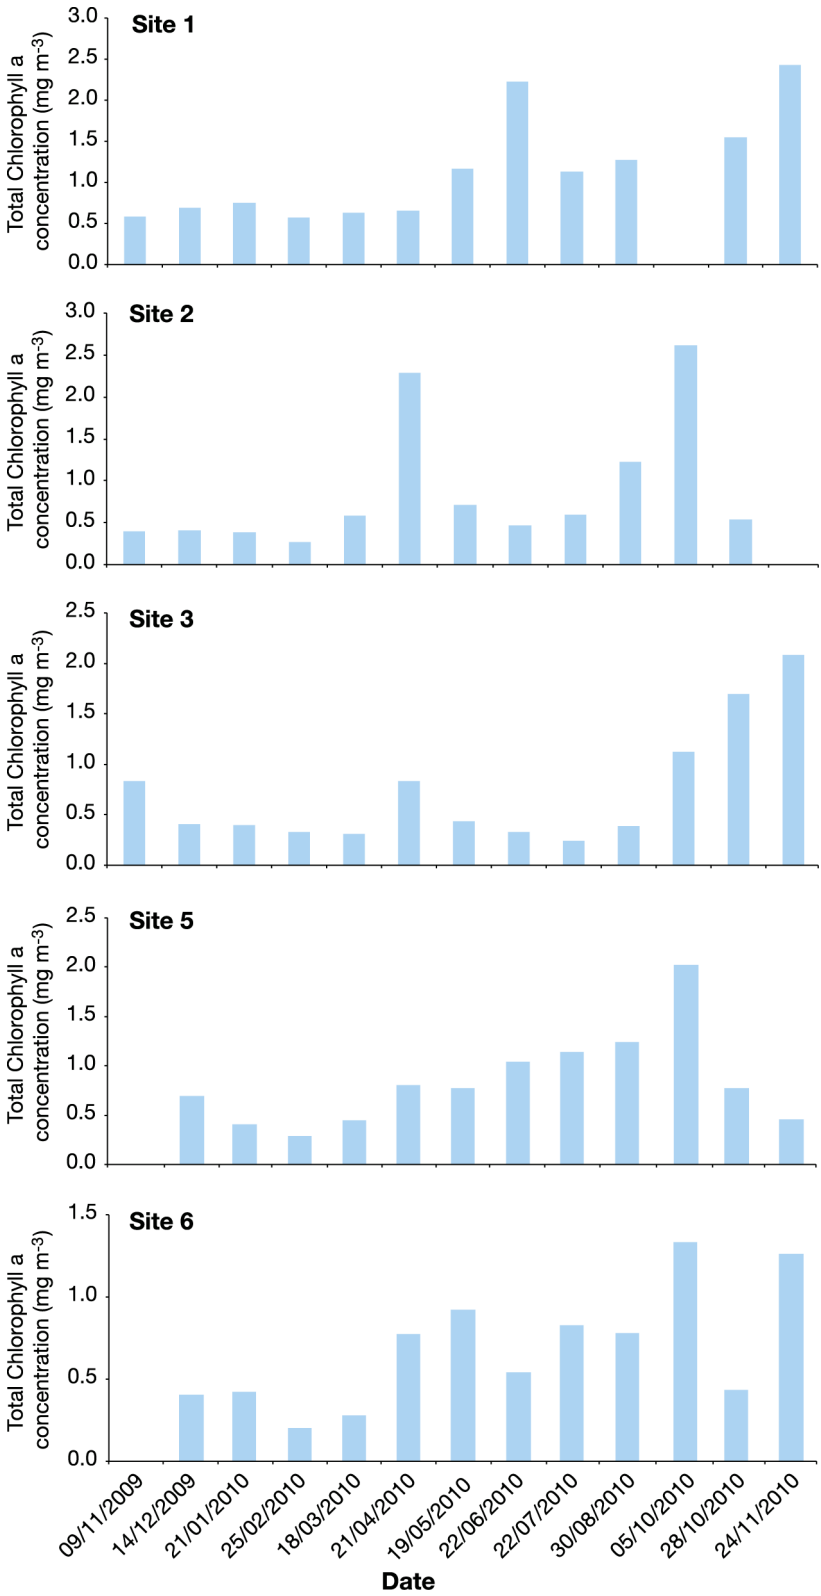 Site 1
Total Chlorophyll a
concentration (mg m-3)
3.0
2.5
2.0
1.5
1.0
0.5
0.0
Site 2
Total Chlorophyll a
concentration (mg m-3)
3.0
2.5
2.0
1.5
1.0
0.5
0.0
Site 3
Total Chlorophyll a
concentration (mg m-3)
2.5
2.0
1.5
1.0
0.5
0.0
Site 5
Total Chlorophyll a
concentration (mg m-3)
2.5
2.0
1.5
1.0
0.5
0.0
Site 6
Total Chlorophyll a
concentration (mg m-3)
1.5
1.0
0.5
0.0
09/11/2009
14/12/2009
21/01/2010
25/02/2010
18/03/2010
21/04/2010
19/05/2010
22/06/2010
22/07/2010
30/08/2010
05/10/2010
28/10/2010
24/11/2010
Date